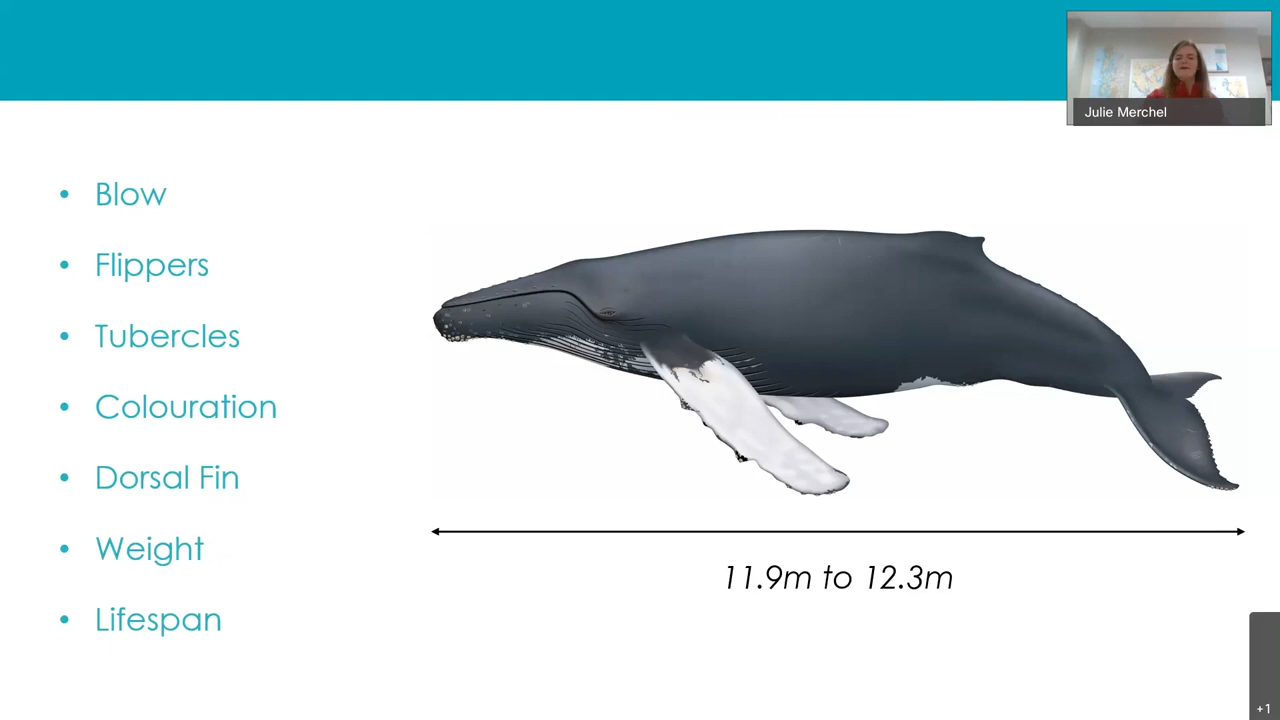 Julie Merchel
• Blow
• Flippers
• Tubercles
• Colouration
• Dorsal Fin
• Weight
• Lifespan
11.9m to 12.3m
+1